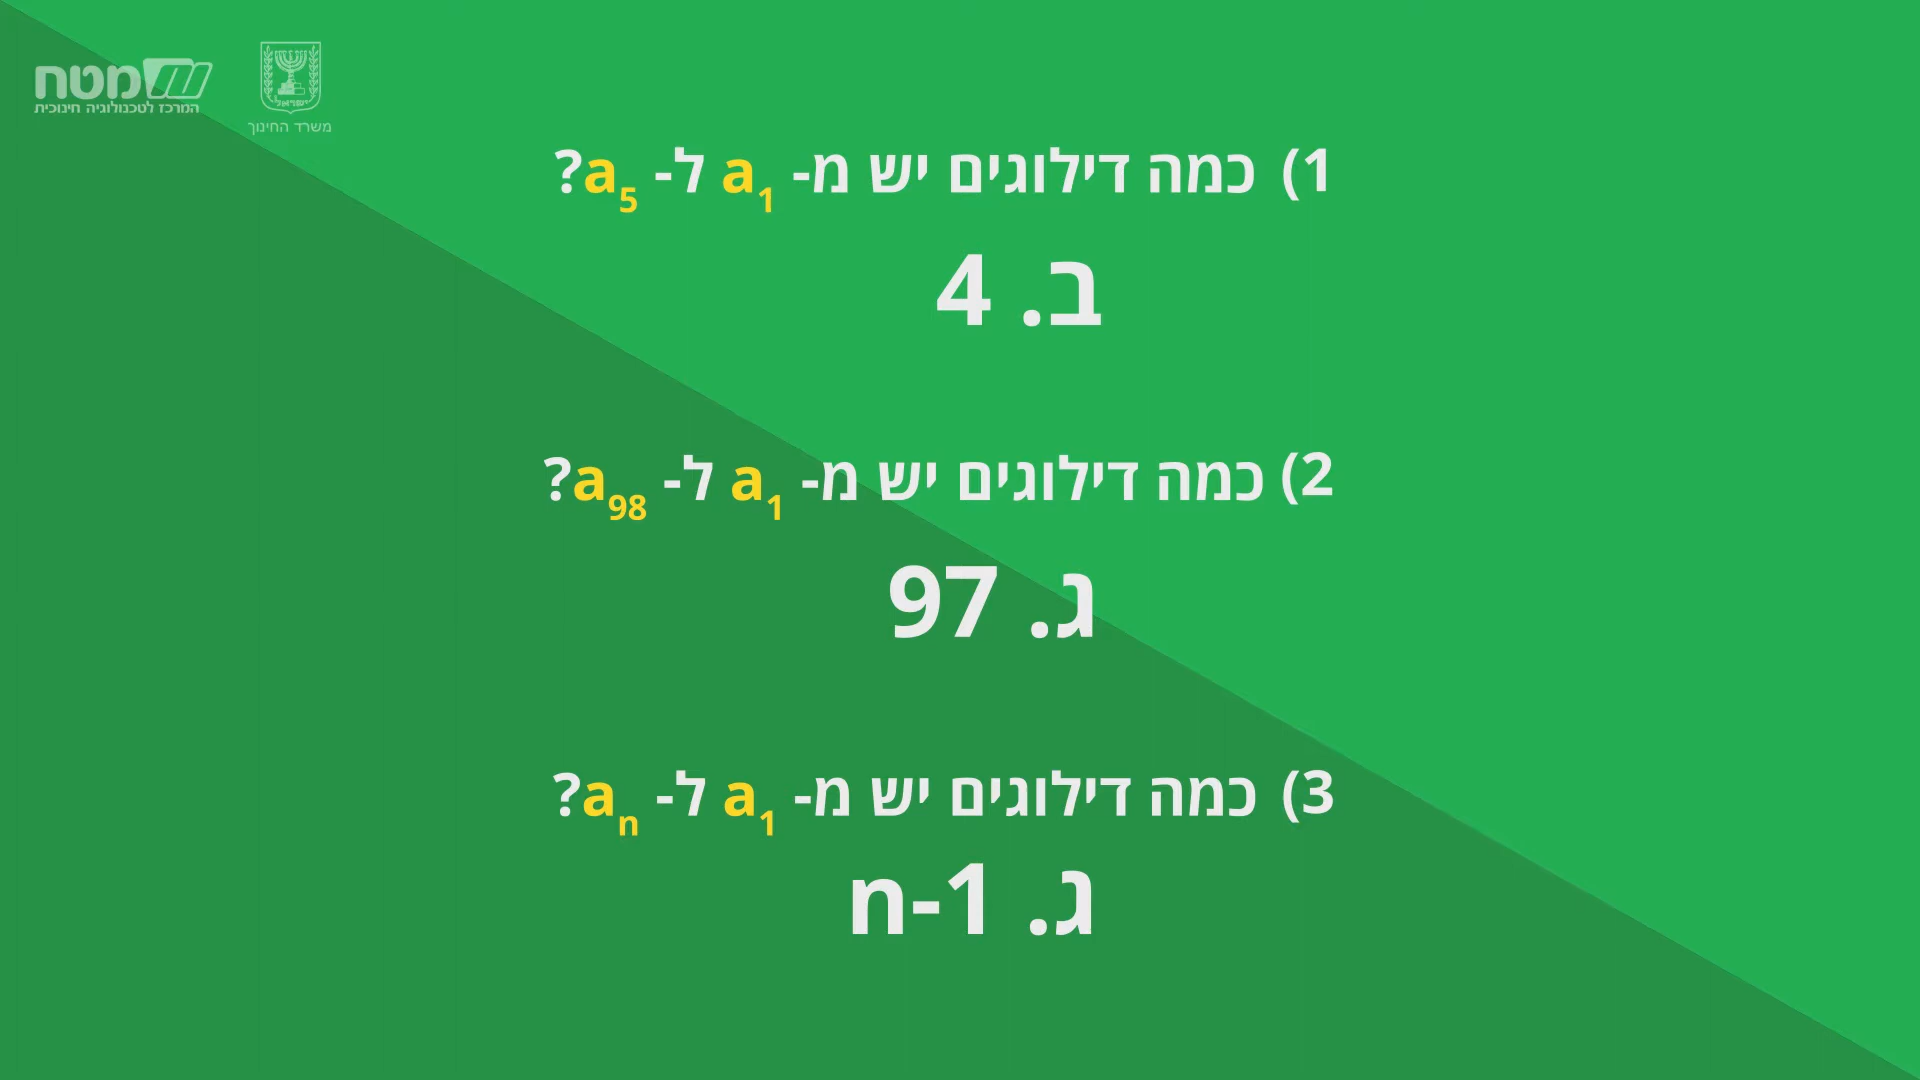 מטח
המרכז לטכנולוגיה חינוכית
ישראל
משרד החינוך
1) כמה דילוגים יש מ- a₁ ל- a₅?
ב. 4
2) כמה דילוגים יש מ- a₁ ל- a₉₈?
ג. 97
3) כמה דילוגים יש מ- a₁ ל- aₙ?
ג. n-1